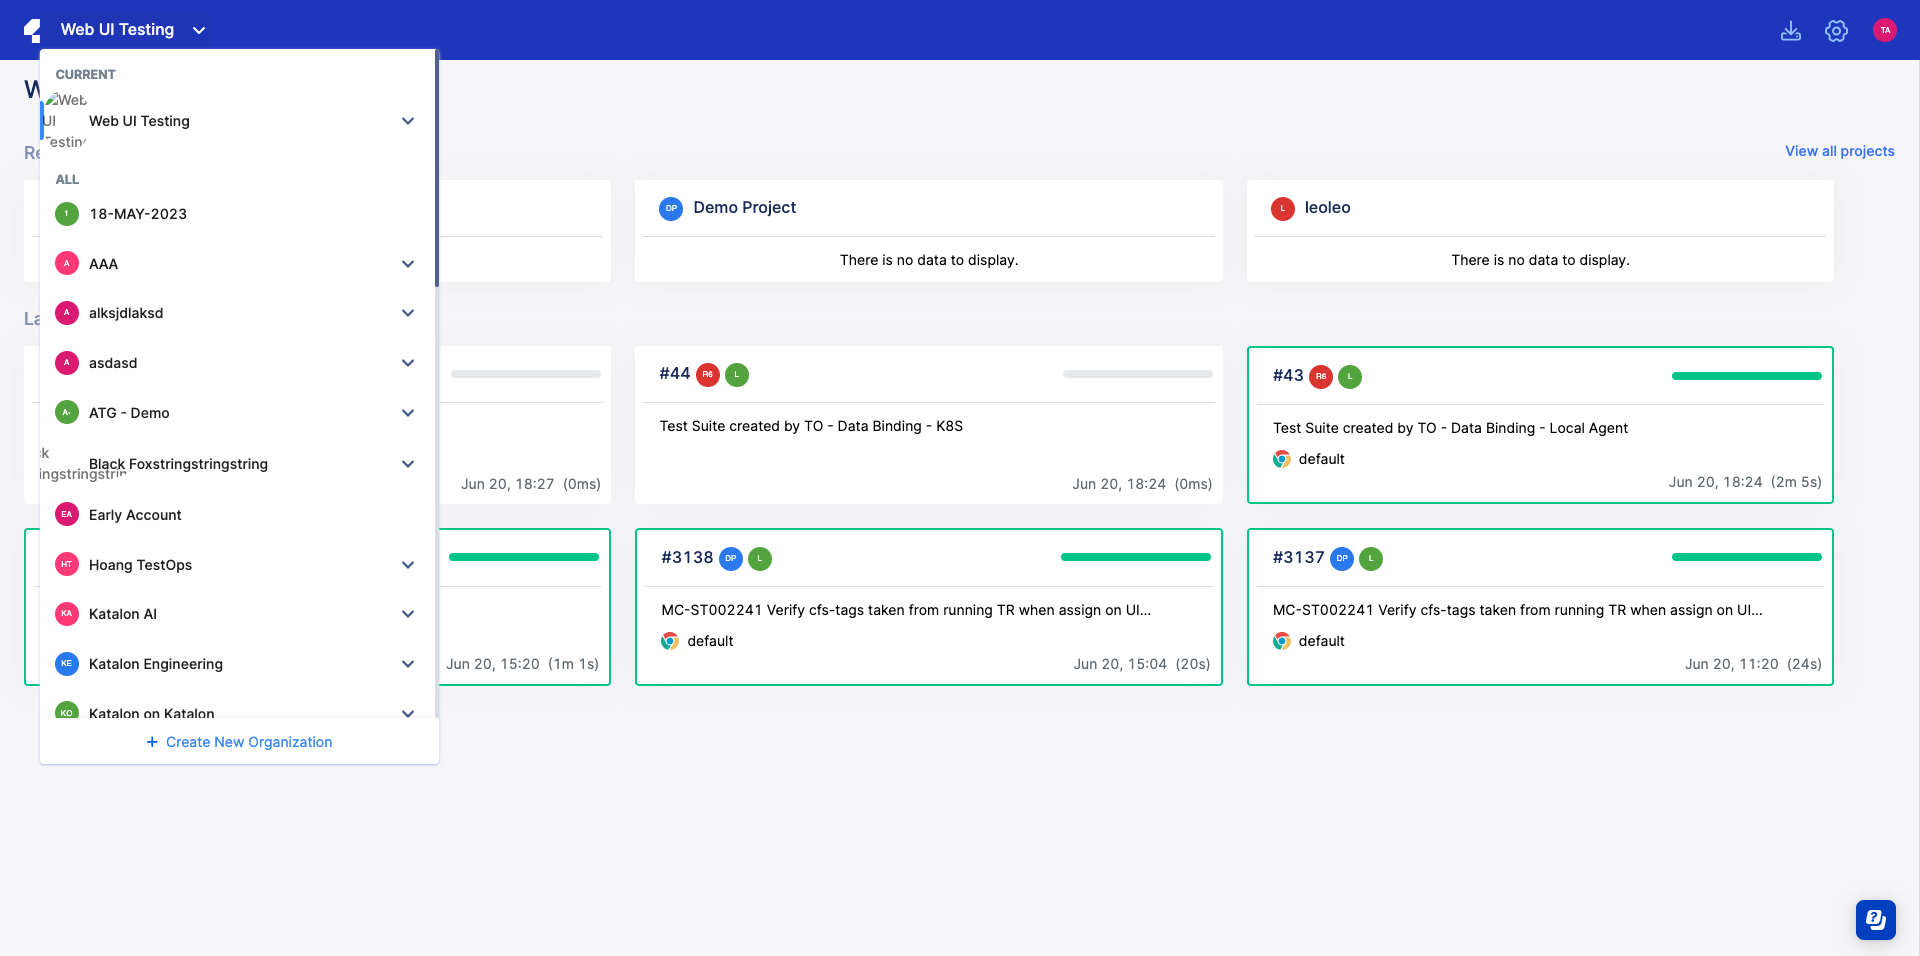 Web UI Testing
TA
CURRENT
Web
UI
Testing
Web UI Testing
View all projects
ALL
1
18-MAY-2023
A
AAA
A
alksjdlaksd
A
asdasd
A-
ATG - Demo
Black Foxstringstringstring
EA
Early Account
HT
Hoang TestOps
KA
Katalon AI
KE
Katalon Engineering
KO
Katalon on Katalon
+ Create New Organization
DP
Demo Project
There is no data to display.
L
leoleo
There is no data to display.
Jun 20, 18:27 (0ms)
#44 R6 L
Test Suite created by TO - Data Binding - K8S
Jun 20, 18:24 (0ms)
#43 R6 L
Test Suite created by TO - Data Binding - Local Agent
default
Jun 20, 18:24 (2m 5s)
Jun 20, 15:20 (1m 1s)
#3138 DP L
MC-ST002241 Verify cfs-tags taken from running TR when assign on UI...
default
Jun 20, 15:04 (20s)
#3137 DP L
MC-ST002241 Verify cfs-tags taken from running TR when assign on UI...
default
Jun 20, 11:20 (24s)